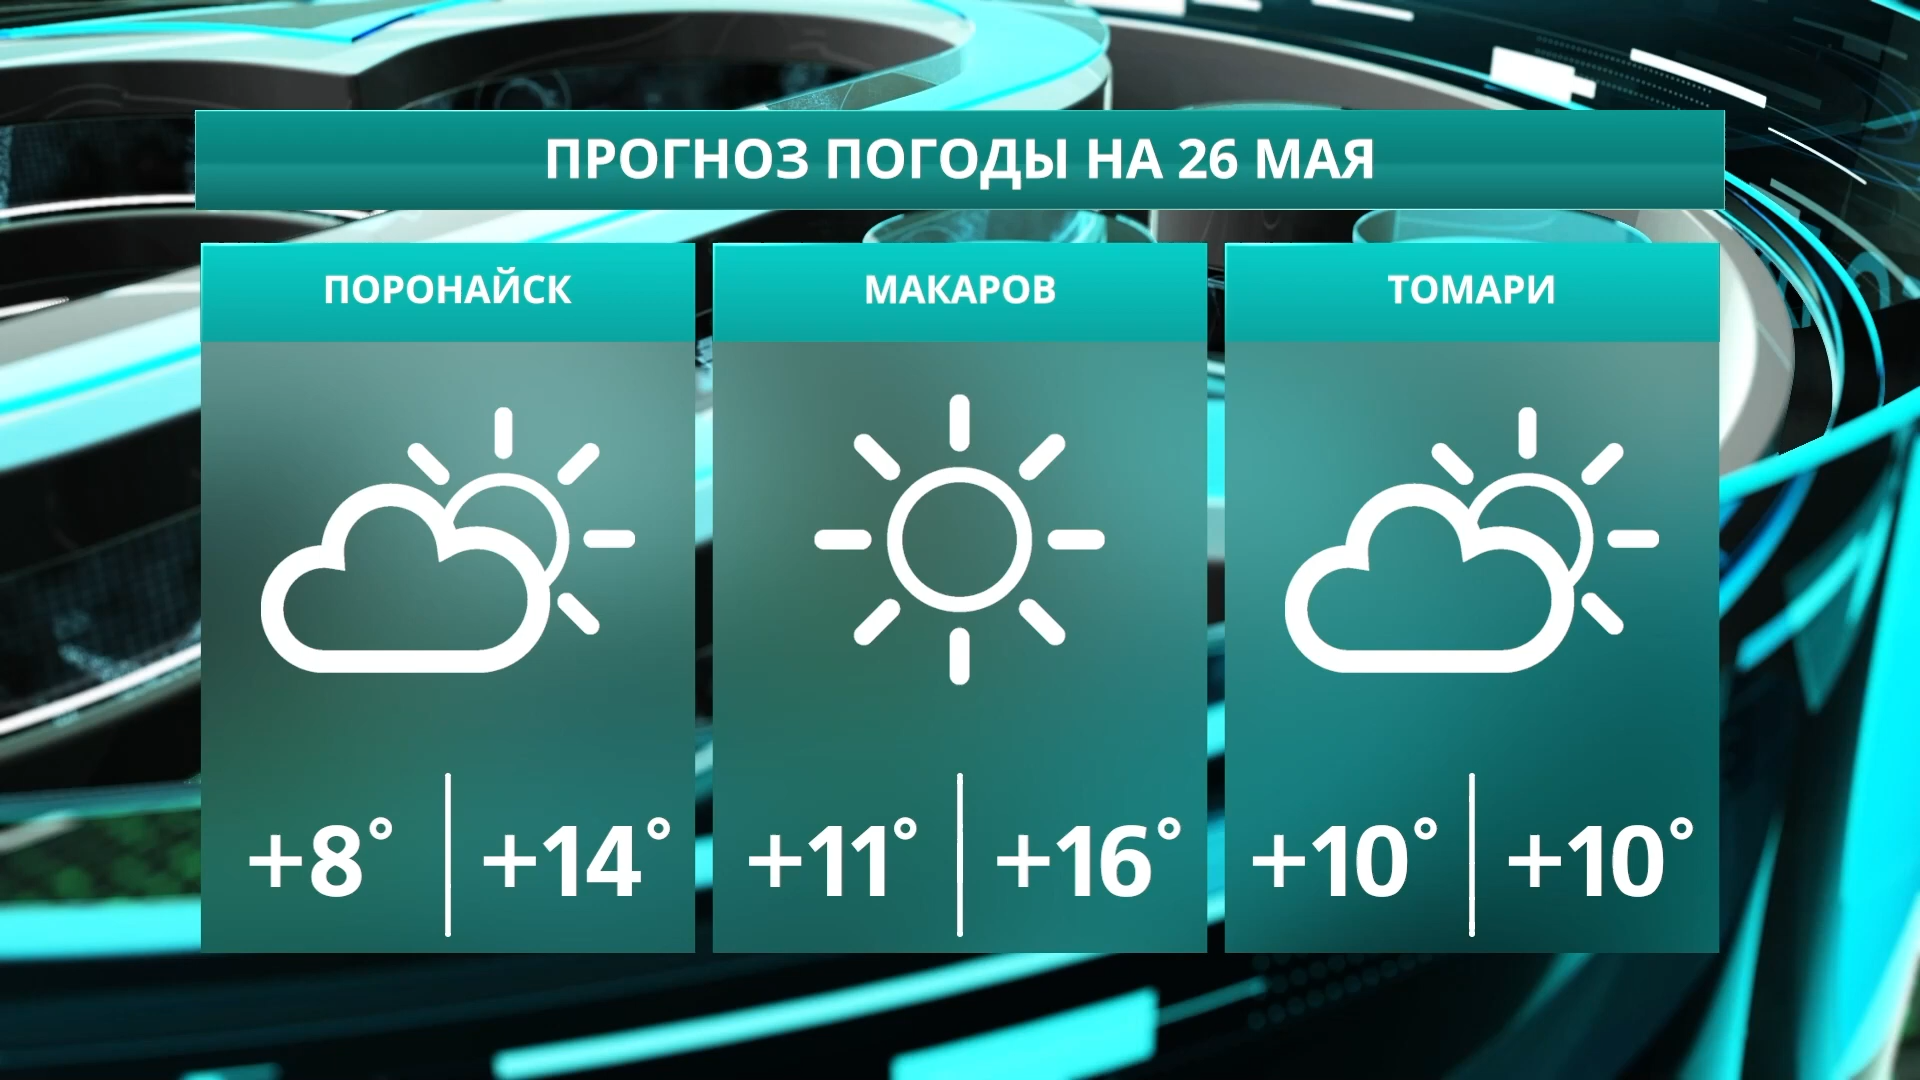 ПРОГНОЗ ПОГОДЫ НА 26 МАЯ
ПОРОНАЙСК
+8° +14°
МАКАРОВ
+11° +16°
ТОМАРИ
+10° +10°